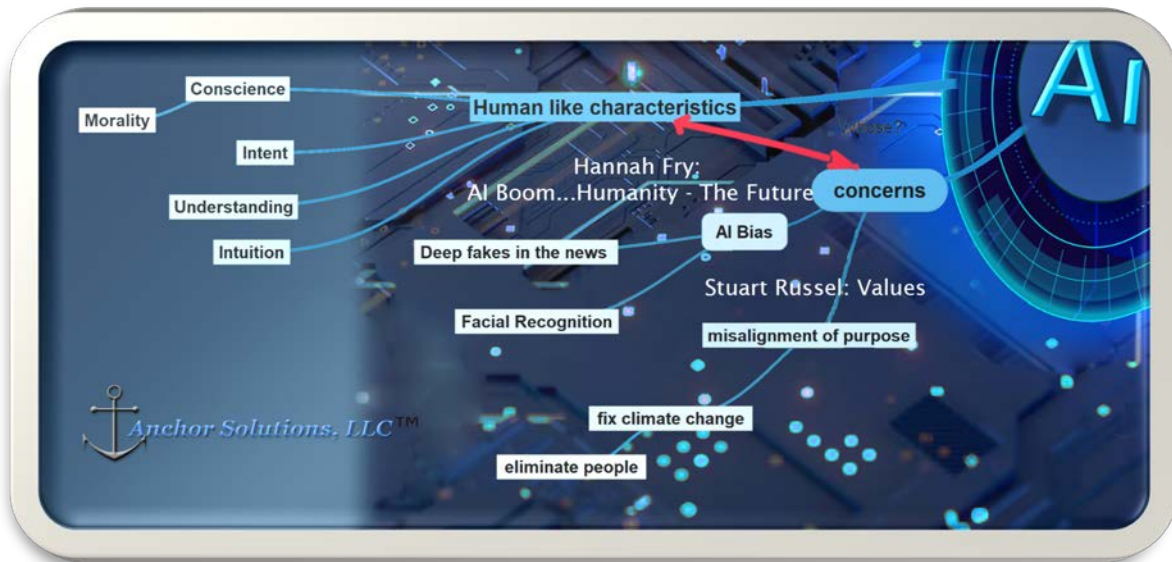 AI
Conscience
Human like characteristics
Morality
Intent
Whose?
Hannah Fry:
AI Boom...Humanity - The Future
concerns
Understanding
AI Bias
Intuition
Deep fakes in the news
Stuart Russel: Values
Facial Recognition
misalignment of purpose
fix climate change
Anchor Solutions, LLC™
eliminate people